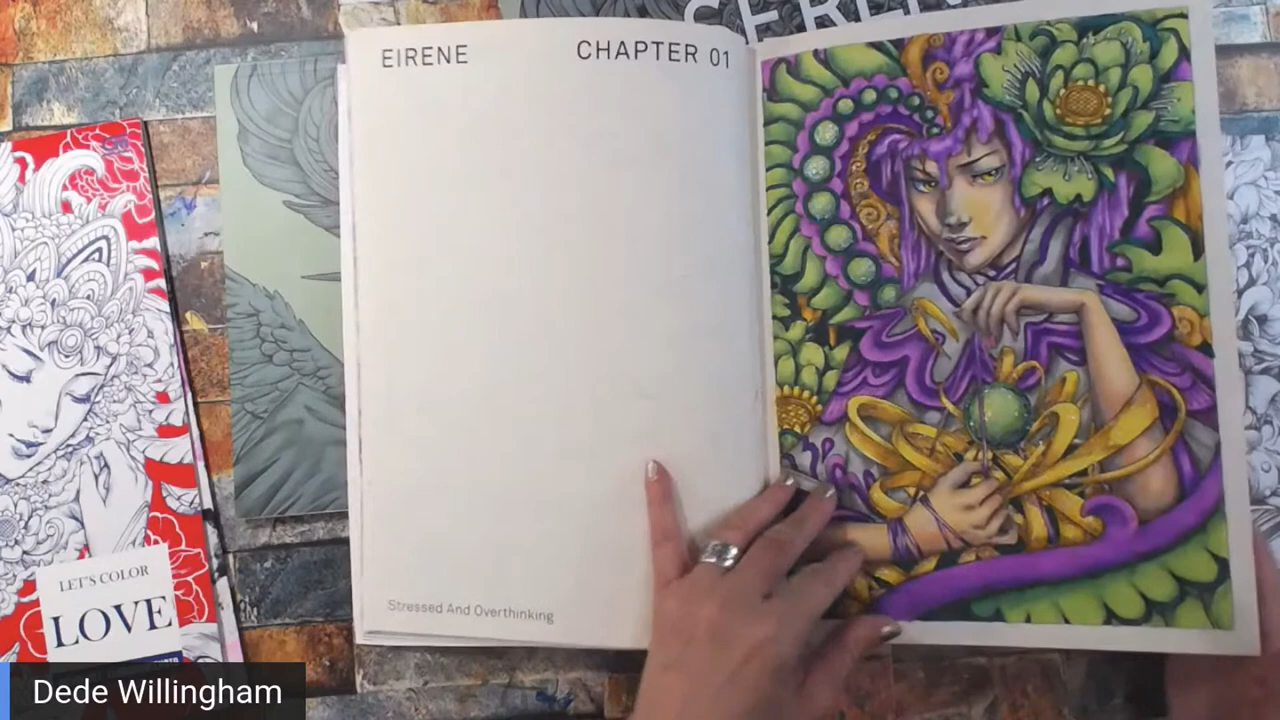 EIRENE
CHAPTER 01
Stressed And Overthinking
LET'S COLOR
LOVE
Dede Willingham